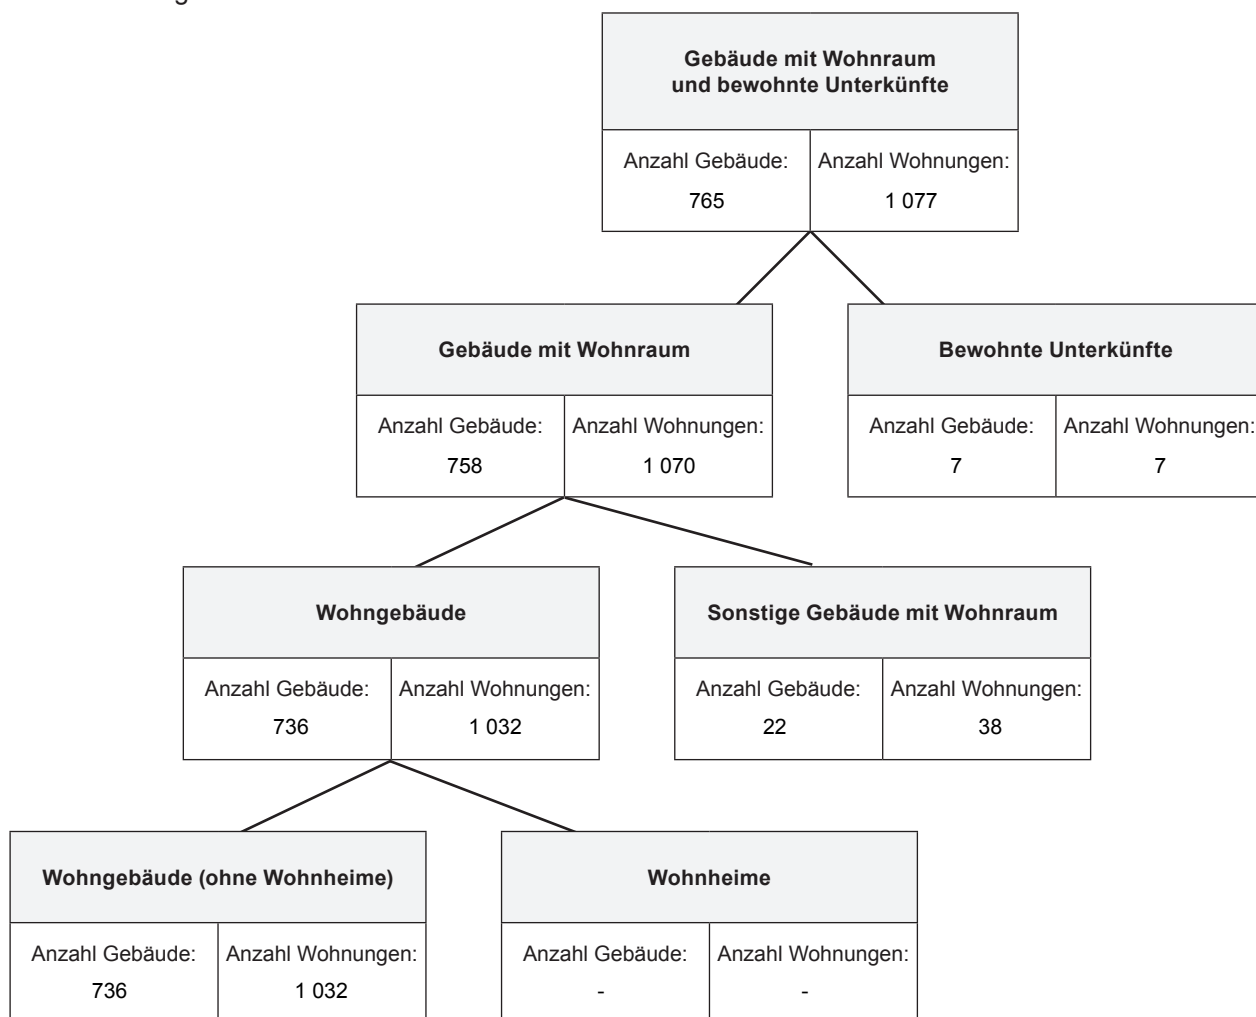 Gebäude mit Wohnraum
und bewohnte Unterkünfte
Anzahl Gebäude: Anzahl Wohnungen:
765 1 077
Gebäude mit Wohnraum
Anzahl Gebäude: Anzahl Wohnungen:
758 1 070
Bewohnte Unterkünfte
Anzahl Gebäude: Anzahl Wohnungen:
7 7
Wohngebäude
Anzahl Gebäude: Anzahl Wohnungen:
736 1 032
Sonstige Gebäude mit Wohnraum
Anzahl Gebäude: Anzahl Wohnungen:
22 38
Wohngebäude (ohne Wohnheime)
Anzahl Gebäude: Anzahl Wohnungen:
736 1 032
Wohnheime
Anzahl Gebäude: Anzahl Wohnungen:
- -